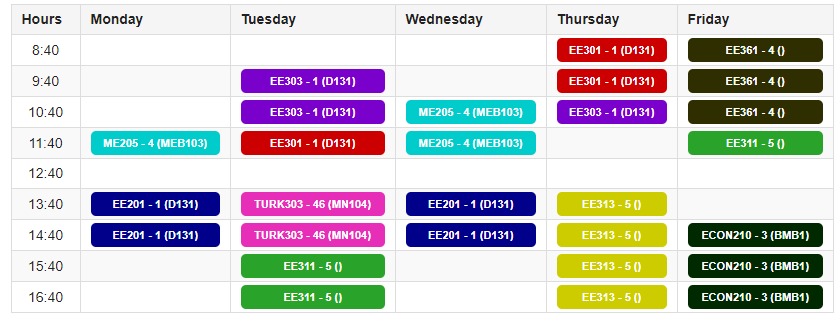 Hours Monday Tuesday Wednesday Thursday Friday
8:40 EE301 - 1 (D131) EE361 - 4 ()
9:40 EE303 - 1 (D131) EE301 - 1 (D131) EE361 - 4 ()
10:40 EE303 - 1 (D131) ME205 - 4 (MEB103) EE303 - 1 (D131) EE361 - 4 ()
11:40 ME205 - 4 (MEB103) EE301 - 1 (D131) ME205 - 4 (MEB103) EE311 - 5 ()
12:40
13:40 EE201 - 1 (D131) TURK303 - 46 (MN104) EE201 - 1 (D131) EE313 - 5 ()
14:40 EE201 - 1 (D131) TURK303 - 46 (MN104) EE201 - 1 (D131) EE313 - 5 () ECON210 - 3 (BMB1)
15:40 EE311 - 5 () EE313 - 5 () ECON210 - 3 (BMB1)
16:40 EE311 - 5 () EE313 - 5 () ECON210 - 3 (BMB1)